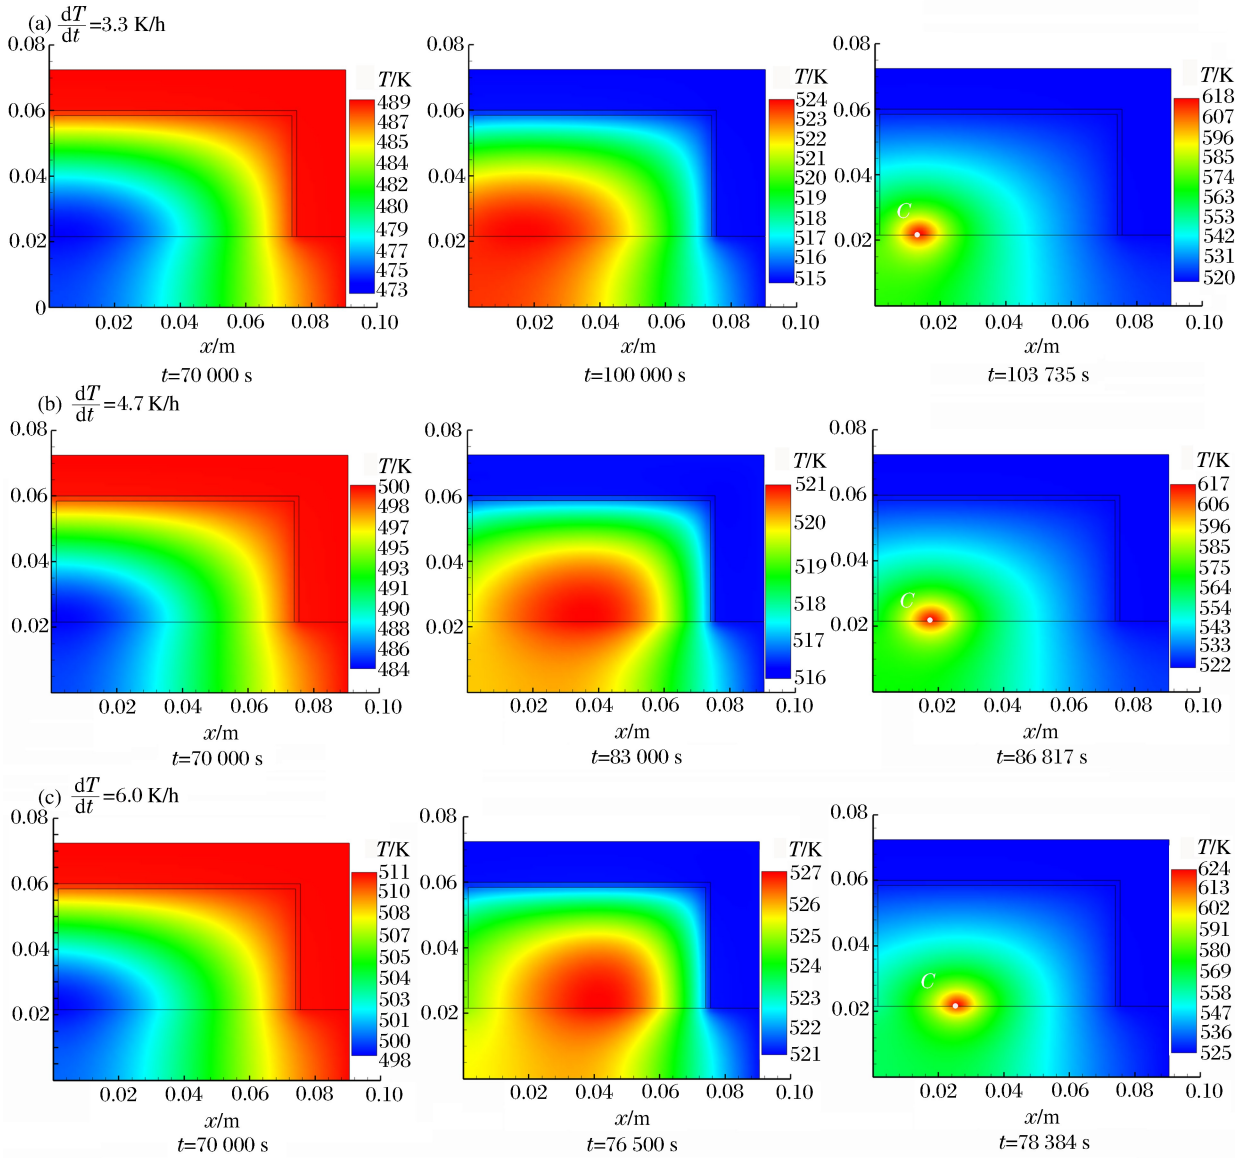 (a) dT/dt =3.3 K/h
0.08
0.06
0.04
0.02
0
0.02 0.04 0.06 0.08 0.10
x/m
t=70 000 s
T/K
489
487
485
484
482
480
479
477
475
473
0.08
0.06
0.04
0.02
0.02 0.04 0.06 0.08 0.10
x/m
t=100 000 s
T/K
524
523
522
521
520
519
518
517
516
515
0.08
0.06
0.04
0.02
C
0.02 0.04 0.06 0.08 0.10
x/m
t=103 735 s
T/K
618
607
596
585
574
563
553
542
531
520
(b) dT/dt =4.7 K/h
0.08
0.06
0.04
0.02
0.02 0.04 0.06 0.08 0.10
x/m
t=70 000 s
T/K
500
498
497
495
493
491
490
488
486
484
0.08
0.06
0.04
0.02
0.02 0.04 0.06 0.08 0.10
x/m
t=83 000 s
T/K
521
520
519
518
517
516
0.08
0.06
0.04
0.02
C
0.02 0.04 0.06 0.08 0.10
x/m
t=86 817 s
T/K
617
606
596
585
575
564
554
543
533
522
(c) dT/dt =6.0 K/h
0.08
0.06
0.04
0.02
0.02 0.04 0.06 0.08 0.10
x/m
t=70 000 s
T/K
511
510
508
507
505
504
503
501
500
498
0.08
0.06
0.04
0.02
0.02 0.04 0.06 0.08 0.10
x/m
t=76 500 s
T/K
527
526
525
524
523
522
521
0.08
0.06
0.04
0.02
C
0.02 0.04 0.06 0.08 0.10
x/m
t=78 384 s
T/K
624
613
602
591
580
569
558
547
536
525